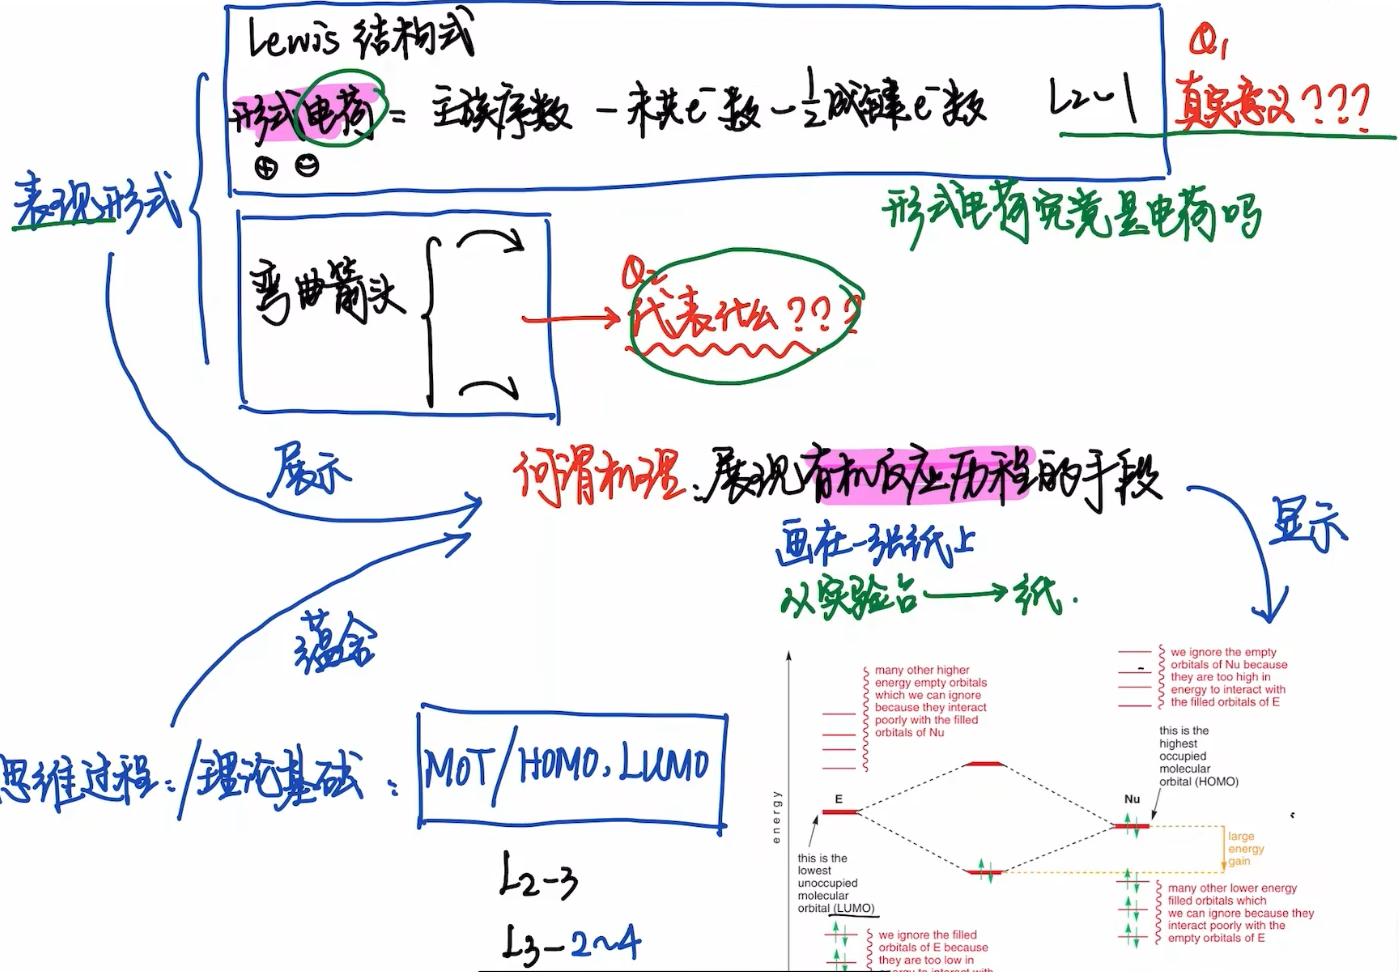 Lewis 结构式
形式电荷 = 主族序数 - 未共e⁻数 - ½成键e⁻数 L2~1
⊕ ⊖
Q1
真实意义???
形式电荷究竟是电荷吗
表现形式
弯曲箭头
Q2
代表什么???
展示
何谓机理:展现有机反应历程的手段
画在一张纸上
从实验台→纸.
显示
蕴含
思维过程:/理论基础:
MOT/HOMO、LUMO
L2-3
L3-2~4
many other higher
energy empty orbitals
which we can ignore
because they interact
poorly with the filled
orbitals of Nu
we ignore the empty
orbitals of Nu because
they are too high in
energy to interact with
the filled orbitals of E
this is the
highest
occupied
molecular
orbital (HOMO)
energy
E
Nu
large
energy
gain
this is the
lowest
unoccupied
molecular
orbital (LUMO)
many other lower energy
filled orbitals which
we can ignore because they
interact poorly with the
empty orbitals of E
we ignore the filled
orbitals of E because
they are too low in
energy to interact with